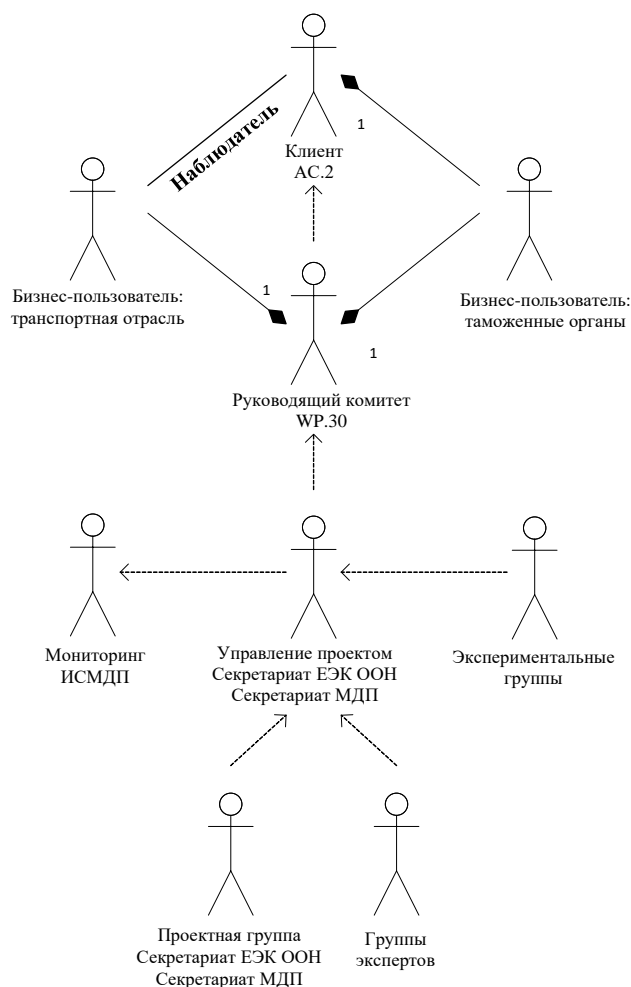 Наблюдатель
1
Клиент
AC.2
Бизнес-пользователь:
транспортная отрасль
Бизнес-пользователь:
таможенные органы
1
1
Руководящий комитет
WP.30
Мониторинг
ИСМДП
Управление проектом
Секретариат ЕЭК ООН
Секретариат МДП
Экспериментальные
группы
Проектная группа
Секретариат ЕЭК ООН
Секретариат МДП
Группы
экспертов